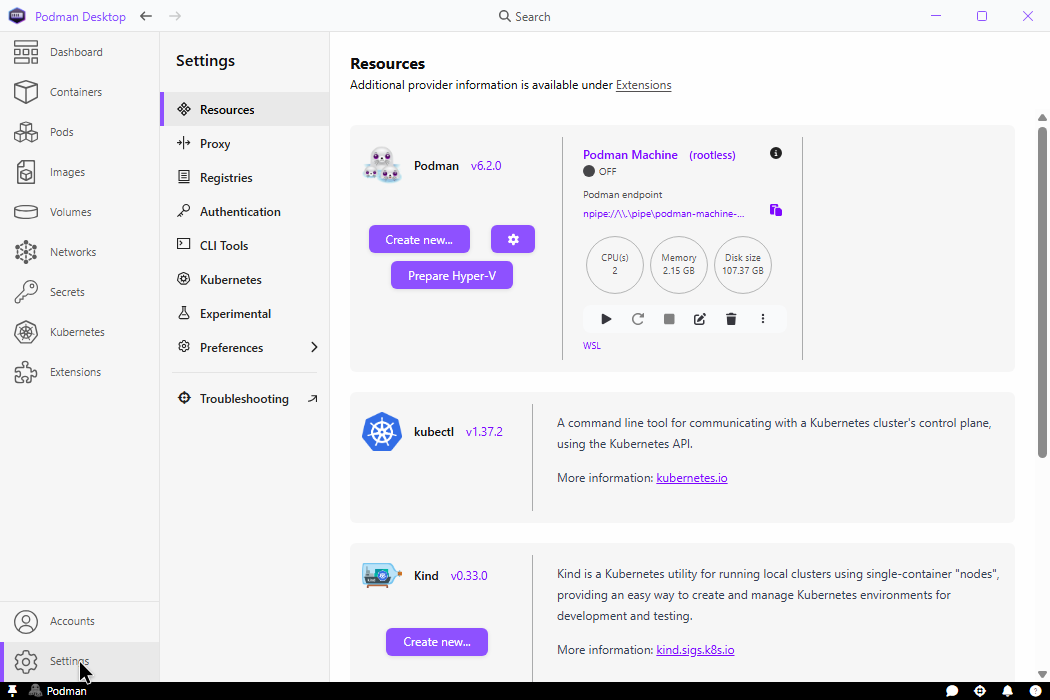 Podman Desktop
Search
Dashboard
Containers
Pods
Images
Volumes
Networks
Secrets
Kubernetes
Extensions
Accounts
Settings
Settings
Resources
Proxy
Registries
Authentication
CLI Tools
Kubernetes
Experimental
Preferences
Troubleshooting
Resources
Additional provider information is available under Extensions
Podman v6.2.0
Create new...
Prepare Hyper-V
Podman Machine (rootless)
OFF
Podman endpoint
npipe://\\.\pipe\podman-machine-...
CPU(s)
2
Memory
2.15 GB
Disk size
107.37 GB
WSL
kubectl v1.37.2
A command line tool for communicating with a Kubernetes cluster's control plane,
using the Kubernetes API.
More information: kubernetes.io
Kind v0.33.0
Create new...
Kind is a Kubernetes utility for running local clusters using single-container "nodes",
providing an easy way to create and manage Kubernetes environments for
development and testing.
More information: kind.sigs.k8s.io
Podman